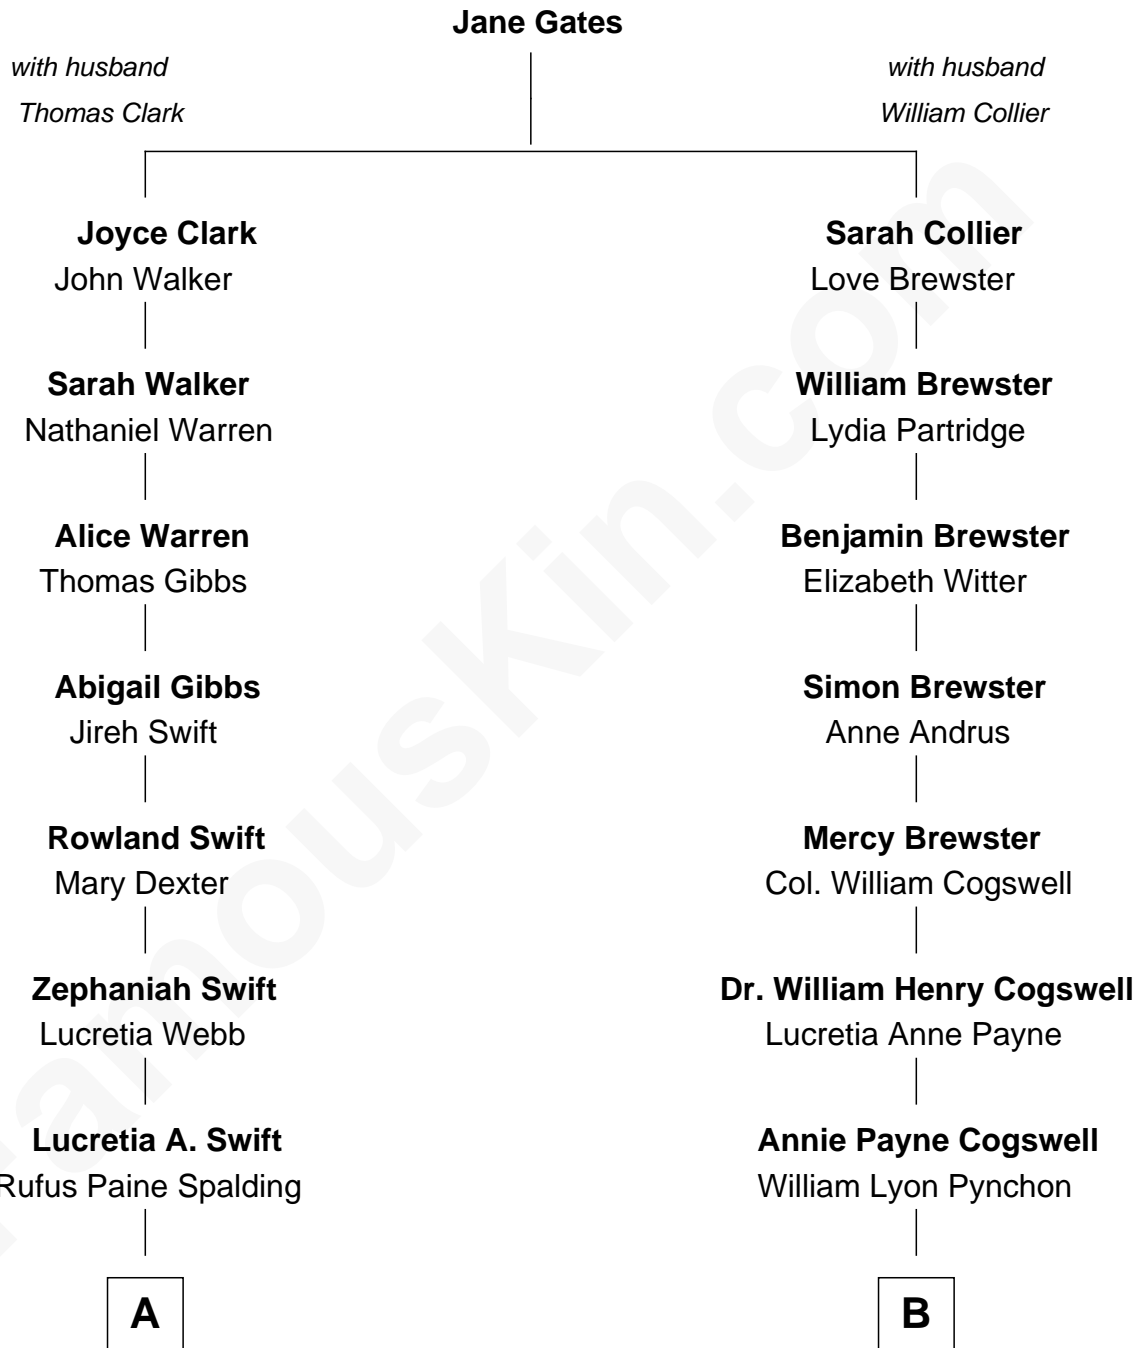 Jane Gates
with husband
Thomas Clark
with husband
William Collier
Joyce Clark
John Walker
Sarah Collier
Love Brewster
Sarah Walker
Nathaniel Warren
William Brewster
Lydia Partridge
Alice Warren
Thomas Gibbs
Benjamin Brewster
Elizabeth Witter
Abigail Gibbs
Jireh Swift
Simon Brewster
Anne Andrus
Rowland Swift
Mary Dexter
Mercy Brewster
Col. William Cogswell
Zephaniah Swift
Lucretia Webb
Dr. William Henry Cogswell
Lucretia Anne Payne
Lucretia A. Swift
Rufus Paine Spalding
Annie Payne Cogswell
William Lyon Pynchon
A
B
FamousKin.com